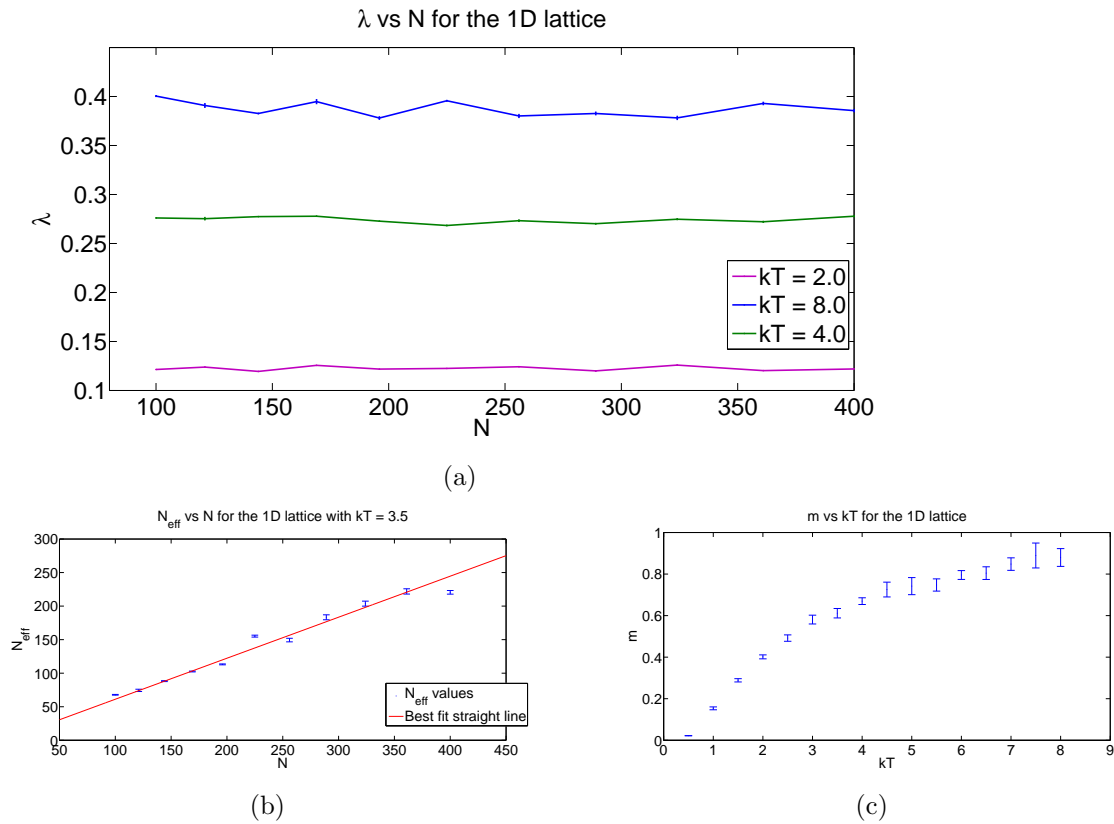 λ vs N for the 1D lattice
0.4
0.35
0.3
0.25
0.2
0.15
0.1
λ
kT = 2.0
kT = 8.0
kT = 4.0
100 150 200 250 300 350 400
N
(a)
N_eff vs N for the 1D lattice with kT = 3.5
300
250
200
150
100
50
0
N_eff
N_eff values
Best fit straight line
50 100 150 200 250 300 350 400 450
N
(b)
m vs kT for the 1D lattice
1
0.8
0.6
0.4
0.2
0
m
0 1 2 3 4 5 6 7 8 9
kT
(c)